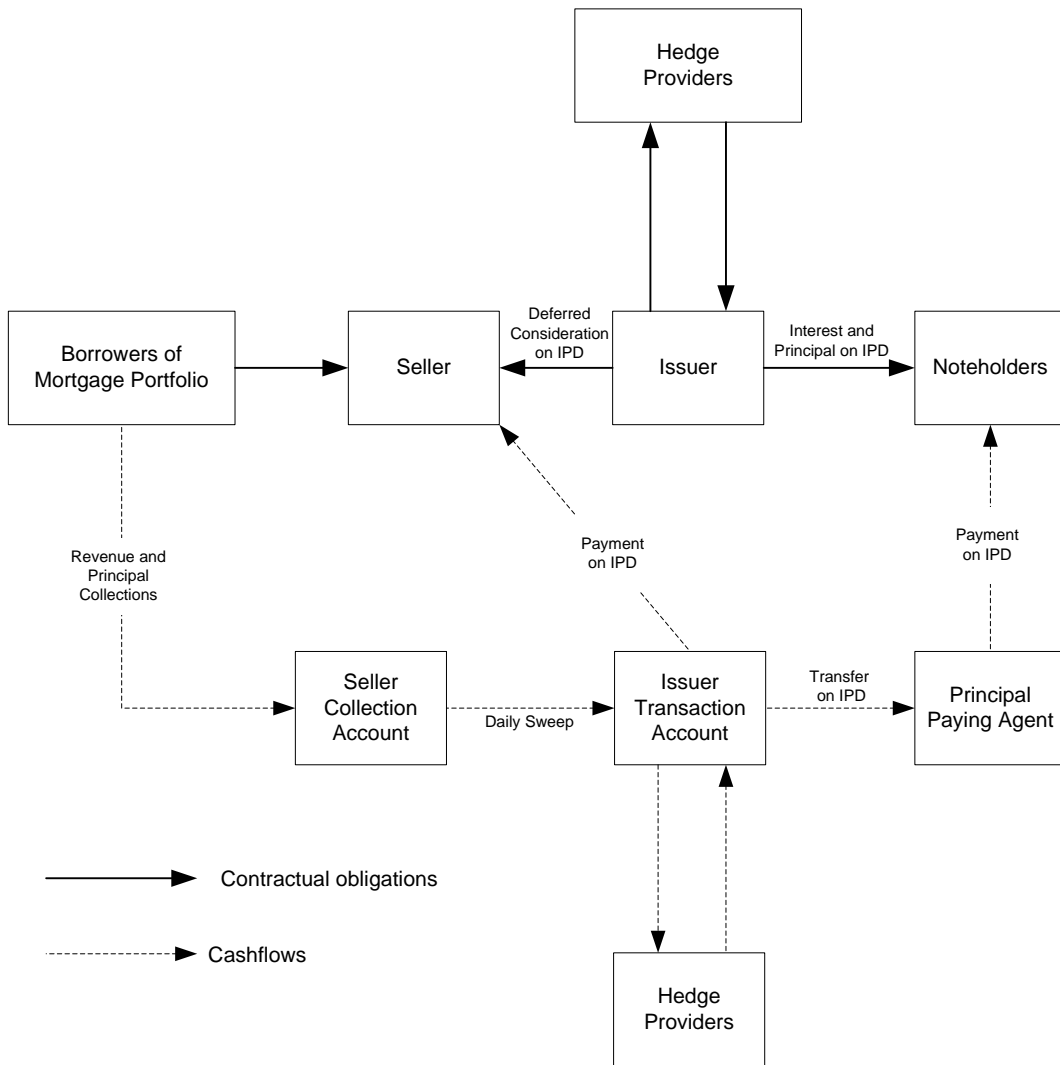 Hedge
Providers
Deferred
Consideration
on IPD
Interest and
Principal on IPD
Borrowers of
Mortgage Portfolio
Seller
Issuer
Noteholders
Revenue and
Principal
Collections
Payment
on IPD
Payment
on IPD
Seller
Collection
Account
Daily Sweep
Issuer
Transaction
Account
Transfer
on IPD
Principal
Paying Agent
Contractual obligations
Cashflows
Hedge
Providers